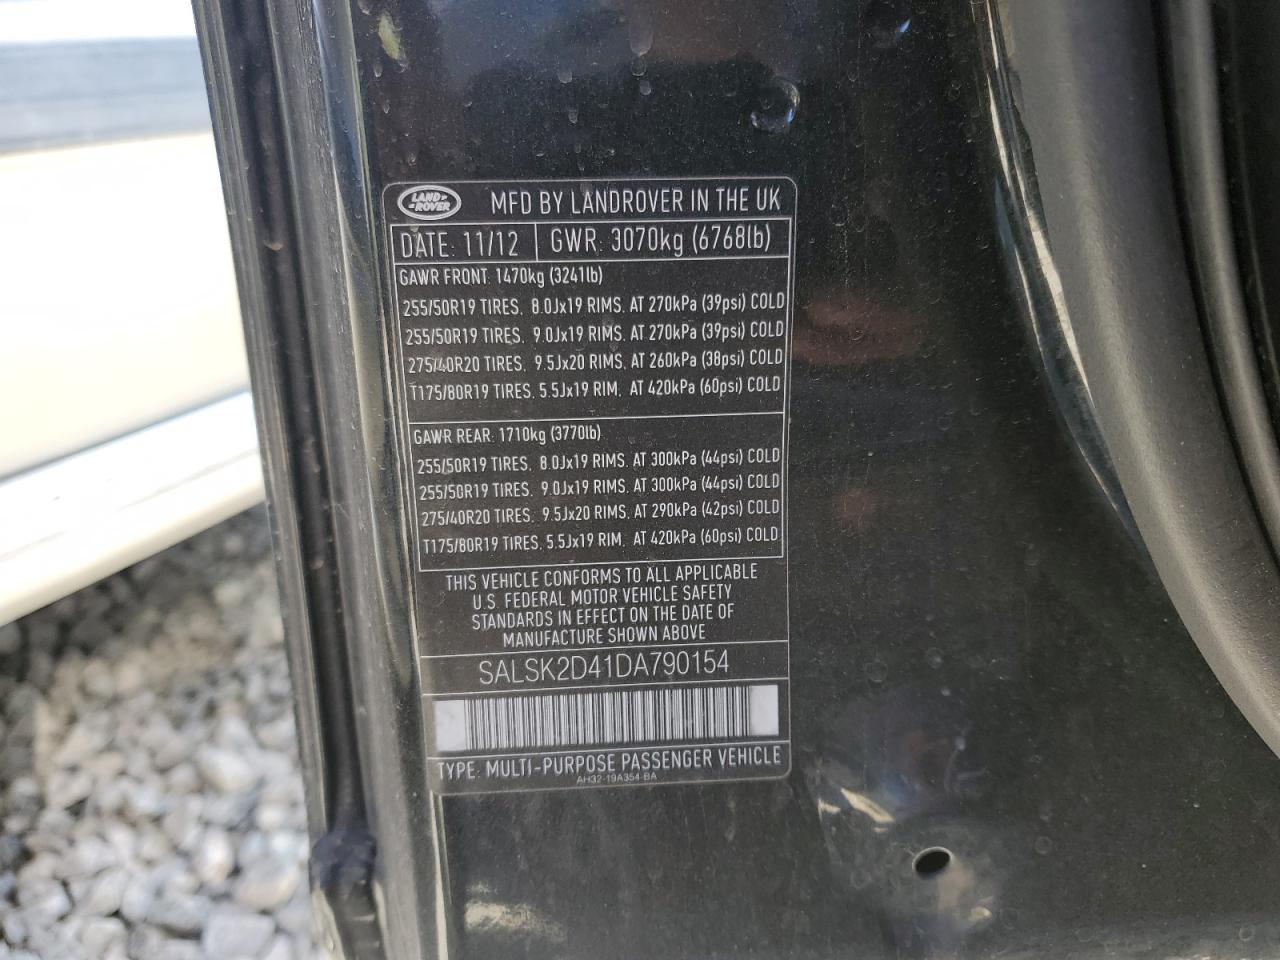 LAND ROVER
MFD BY LANDROVER IN THE UK
DATE: 11/12 GWR: 3070kg (6768lb)
GAWR FRONT: 1470kg (3241lb)
255/50R19 TIRES, 8.0Jx19 RIMS. AT 270kPa (39psi) COLD
255/50R19 TIRES, 9.0Jx19 RIMS. AT 270kPa (39psi) COLD
275/40R20 TIRES, 9.5Jx20 RIMS. AT 260kPa (38psi) COLD
T175/80R19 TIRES, 5.5Jx19 RIM, AT 420kPa (60psi) COLD
GAWR REAR: 1710kg (3770lb)
255/50R19 TIRES, 8.0Jx19 RIMS. AT 300kPa (44psi) COLD
255/50R19 TIRES, 9.0Jx19 RIMS. AT 300kPa (44psi) COLD
275/40R20 TIRES, 9.5Jx20 RIMS. AT 290kPa (42psi) COLD
T175/80R19 TIRES, 5.5Jx19 RIM, AT 420kPa (60psi) COLD
THIS VEHICLE CONFORMS TO ALL APPLICABLE
U.S. FEDERAL MOTOR VEHICLE SAFETY
STANDARDS IN EFFECT ON THE DATE OF
MANUFACTURE SHOWN ABOVE
SALSK2D41DA790154
TYPE: MULTI-PURPOSE PASSENGER VEHICLE
AH32-19A354-BA